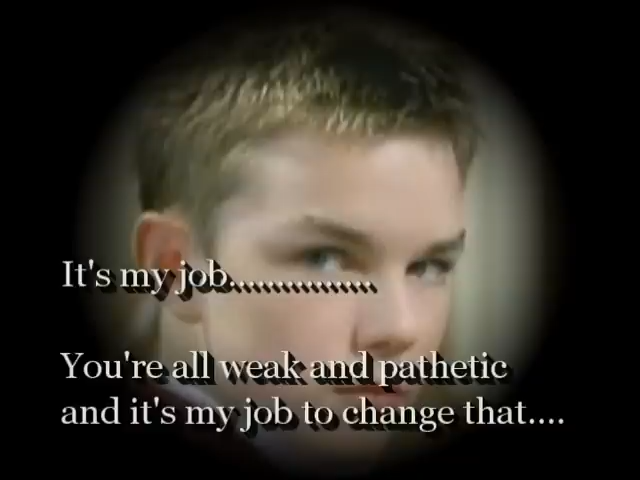 It's my job...............
You're all weak and pathetic
and it's my job to change that....